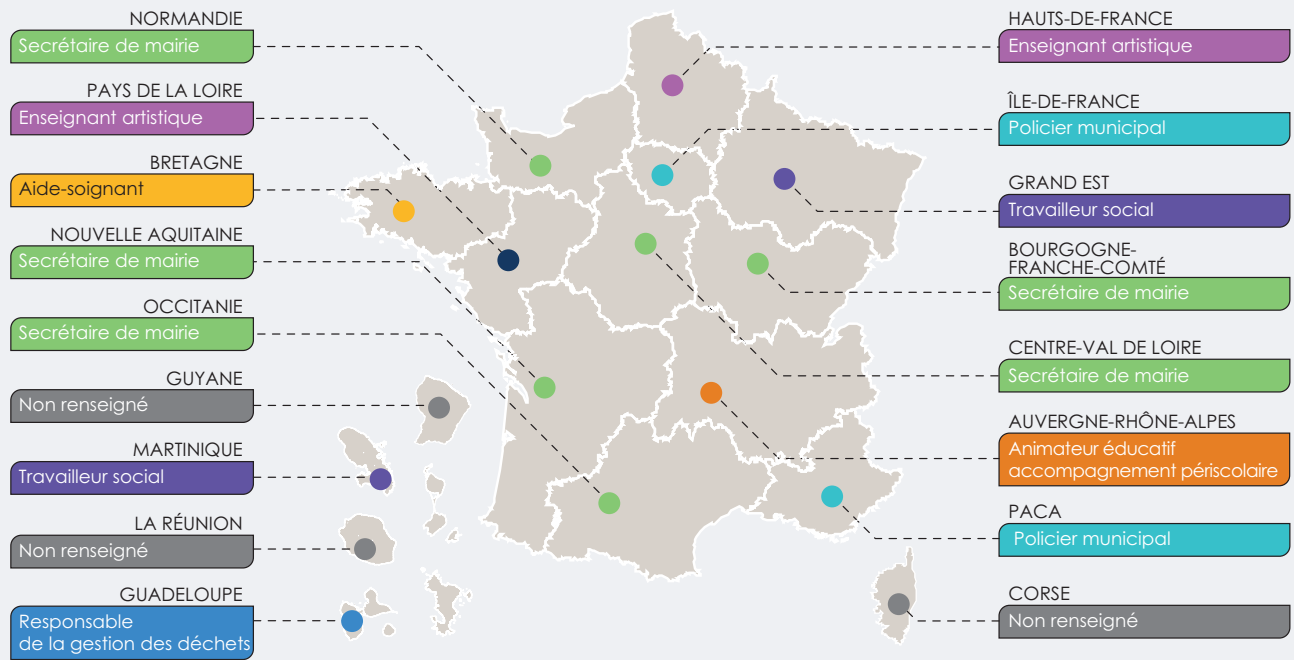 NORMANDIE
Secrétaire de mairie
PAYS DE LA LOIRE
Enseignant artistique
BRETAGNE
Aide-soignant
NOUVELLE AQUITAINE
Secrétaire de mairie
OCCITANIE
Secrétaire de mairie
GUYANE
Non renseigné
MARTINIQUE
Travailleur social
LA RÉUNION
Non renseigné
GUADELOUPE
Responsable
de la gestion des déchets
HAUTS-DE-FRANCE
Enseignant artistique
ÎLE-DE-FRANCE
Policier municipal
GRAND EST
Travailleur social
BOURGOGNE-
FRANCHE-COMTÉ
Secrétaire de mairie
CENTRE-VAL DE LOIRE
Secrétaire de mairie
AUVERGNE-RHÔNE-ALPES
Animateur éducatif
accompagnement périscolaire
PACA
Policier municipal
CORSE
Non renseigné